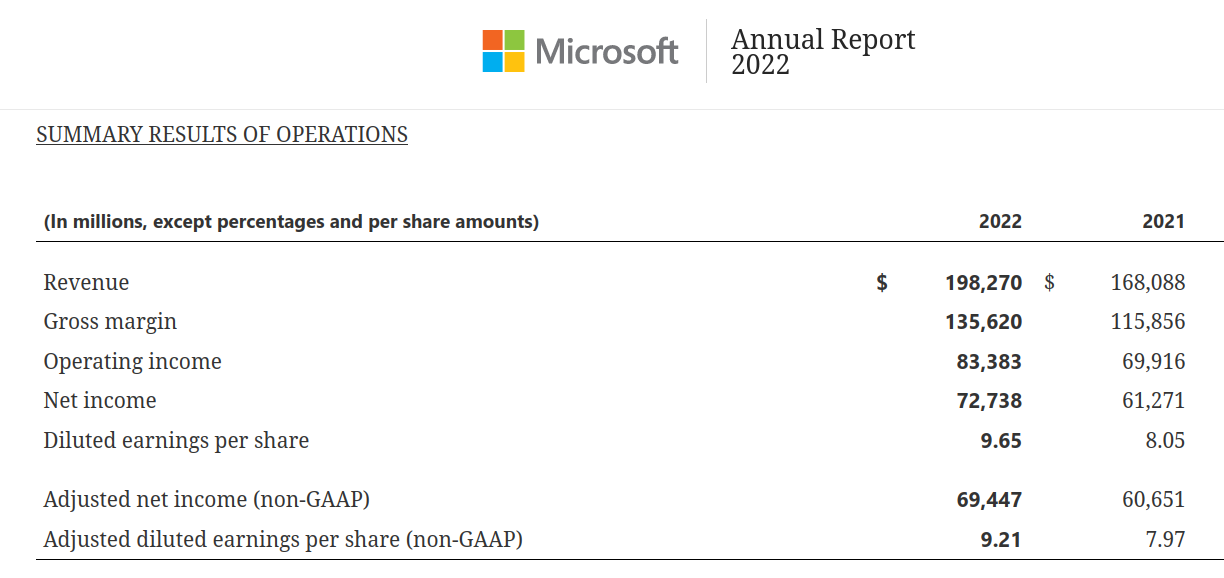 Microsoft
Annual Report
2022
SUMMARY RESULTS OF OPERATIONS
(In millions, except percentages and per share amounts) 2022 2021
Revenue $ 198,270 $ 168,088
Gross margin 135,620 115,856
Operating income 83,383 69,916
Net income 72,738 61,271
Diluted earnings per share 9.65 8.05
Adjusted net income (non-GAAP) 69,447 60,651
Adjusted diluted earnings per share (non-GAAP) 9.21 7.97